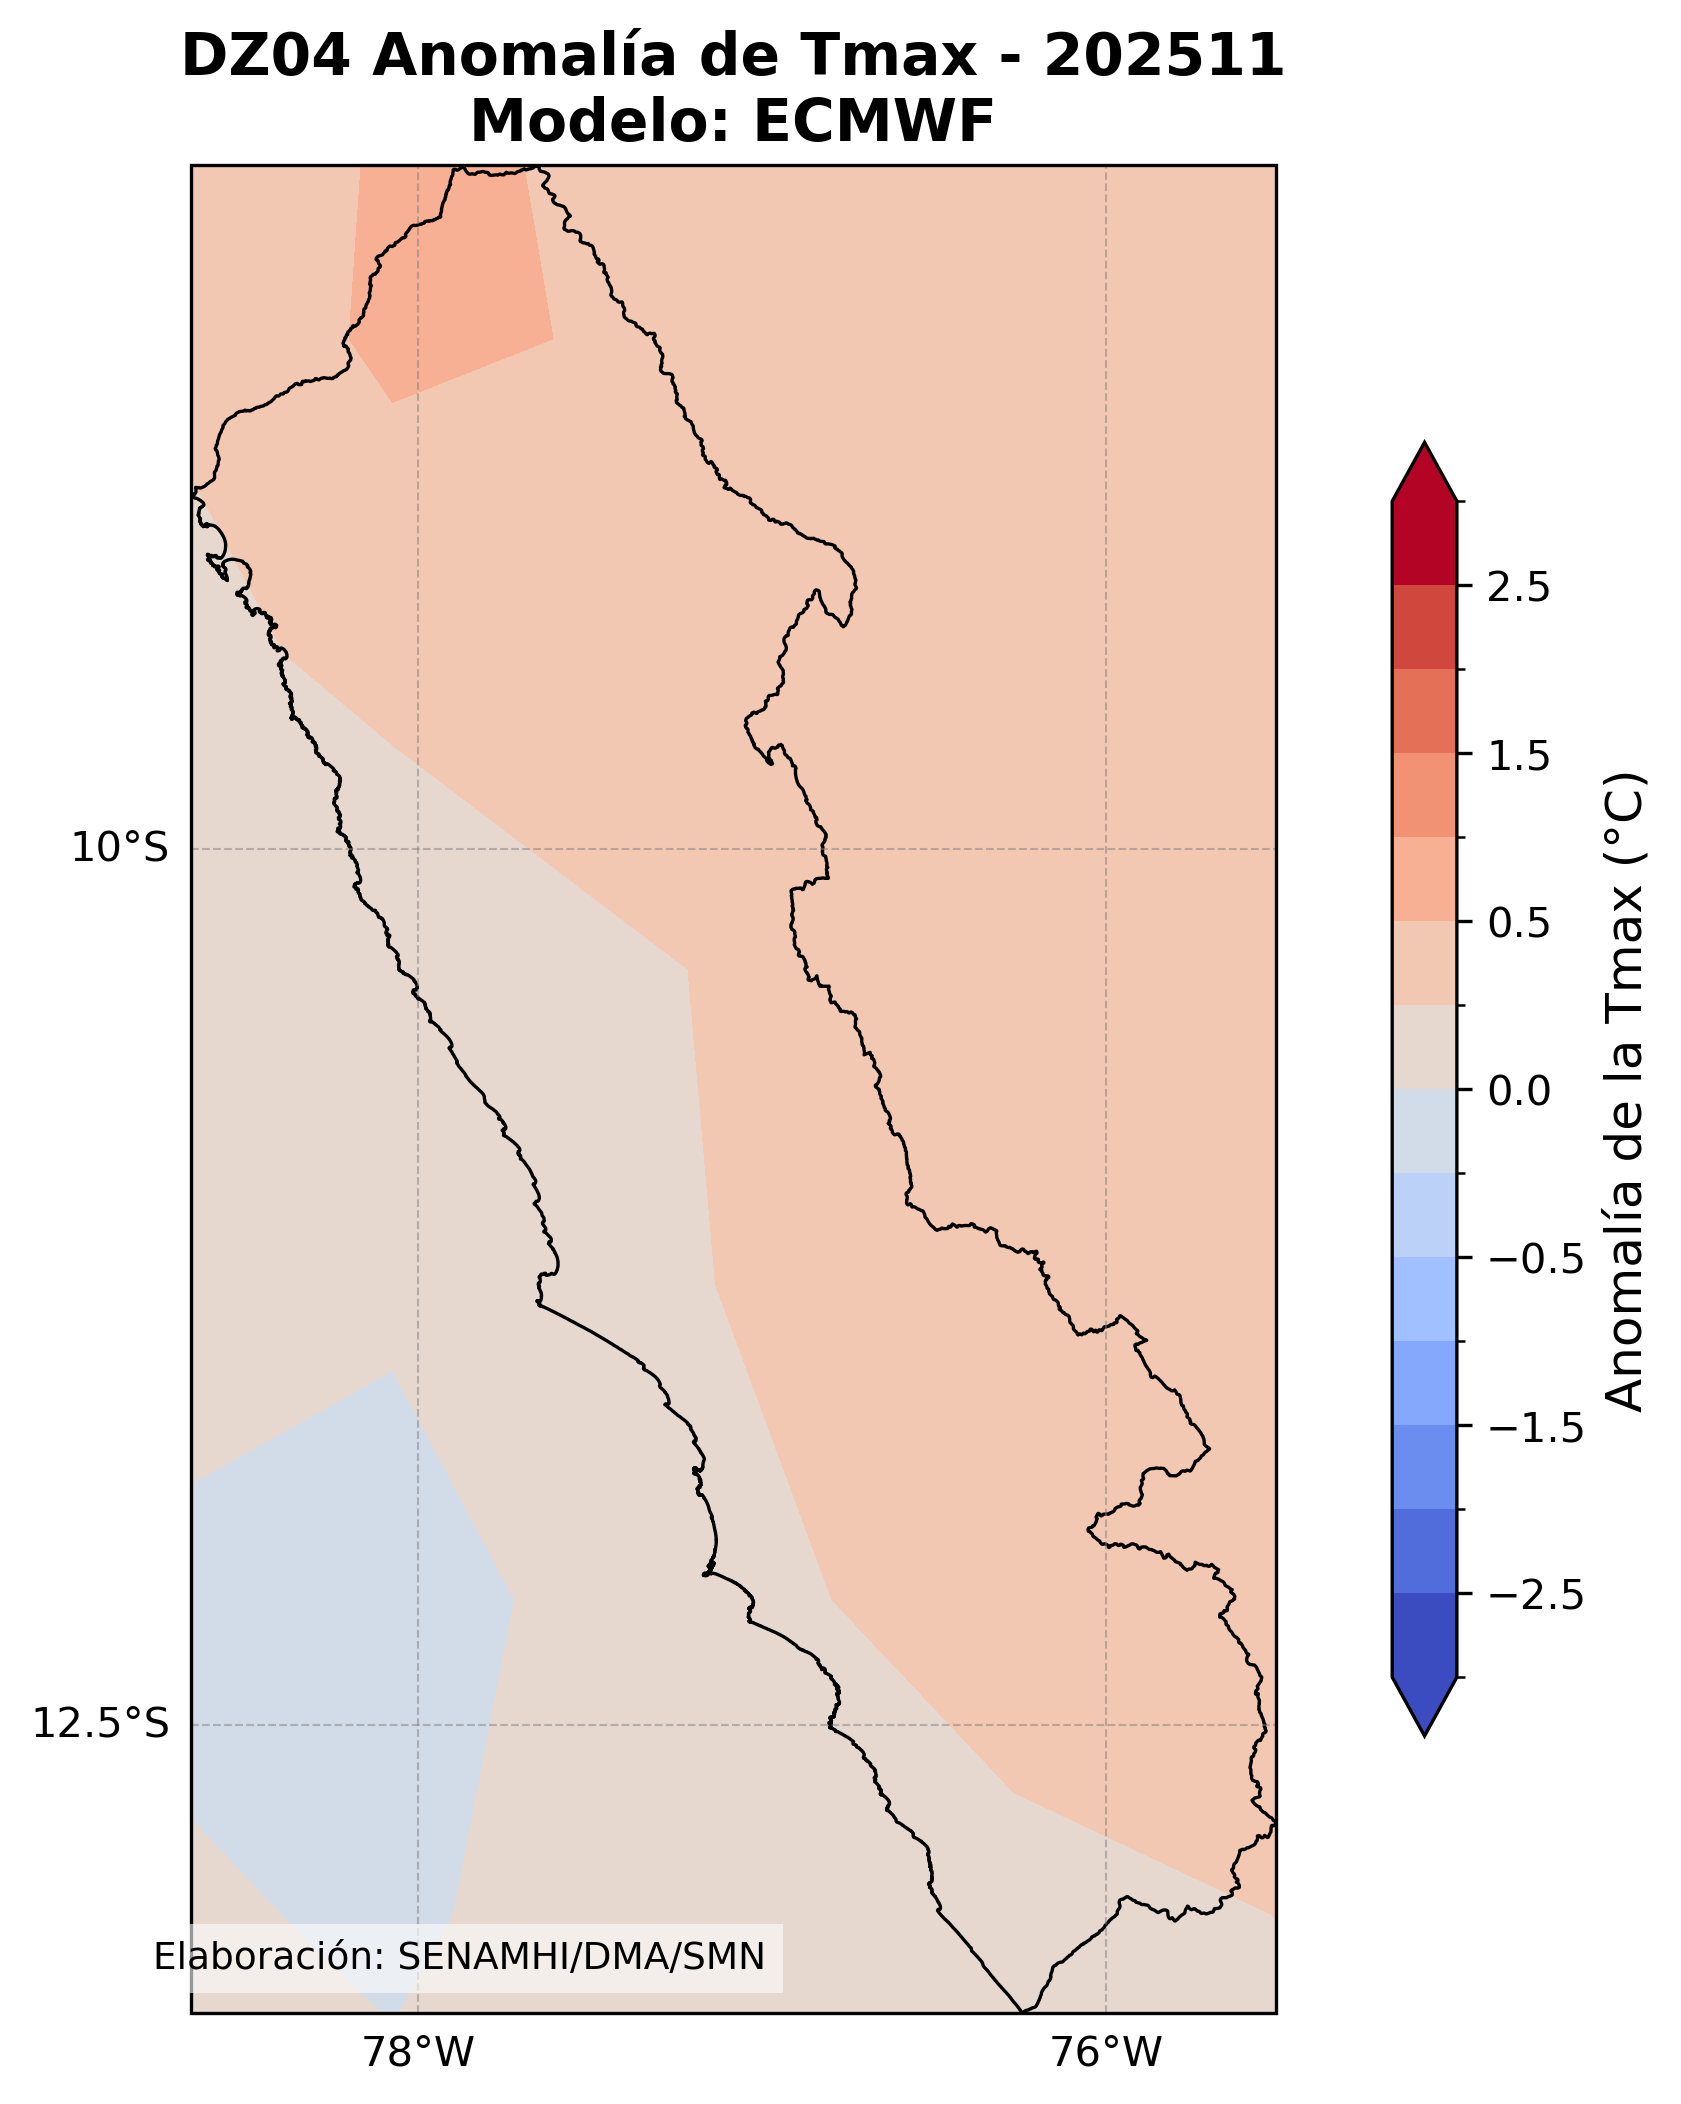 DZ04 Anomalía de Tmax - 202511
Modelo: ECMWF
10°S
12.5°S
78°W
76°W
Elaboración: SENAMHI/DMA/SMN
2.5
1.5
0.5
0.0
−0.5
−1.5
−2.5
Anomalía de la Tmax (°C)